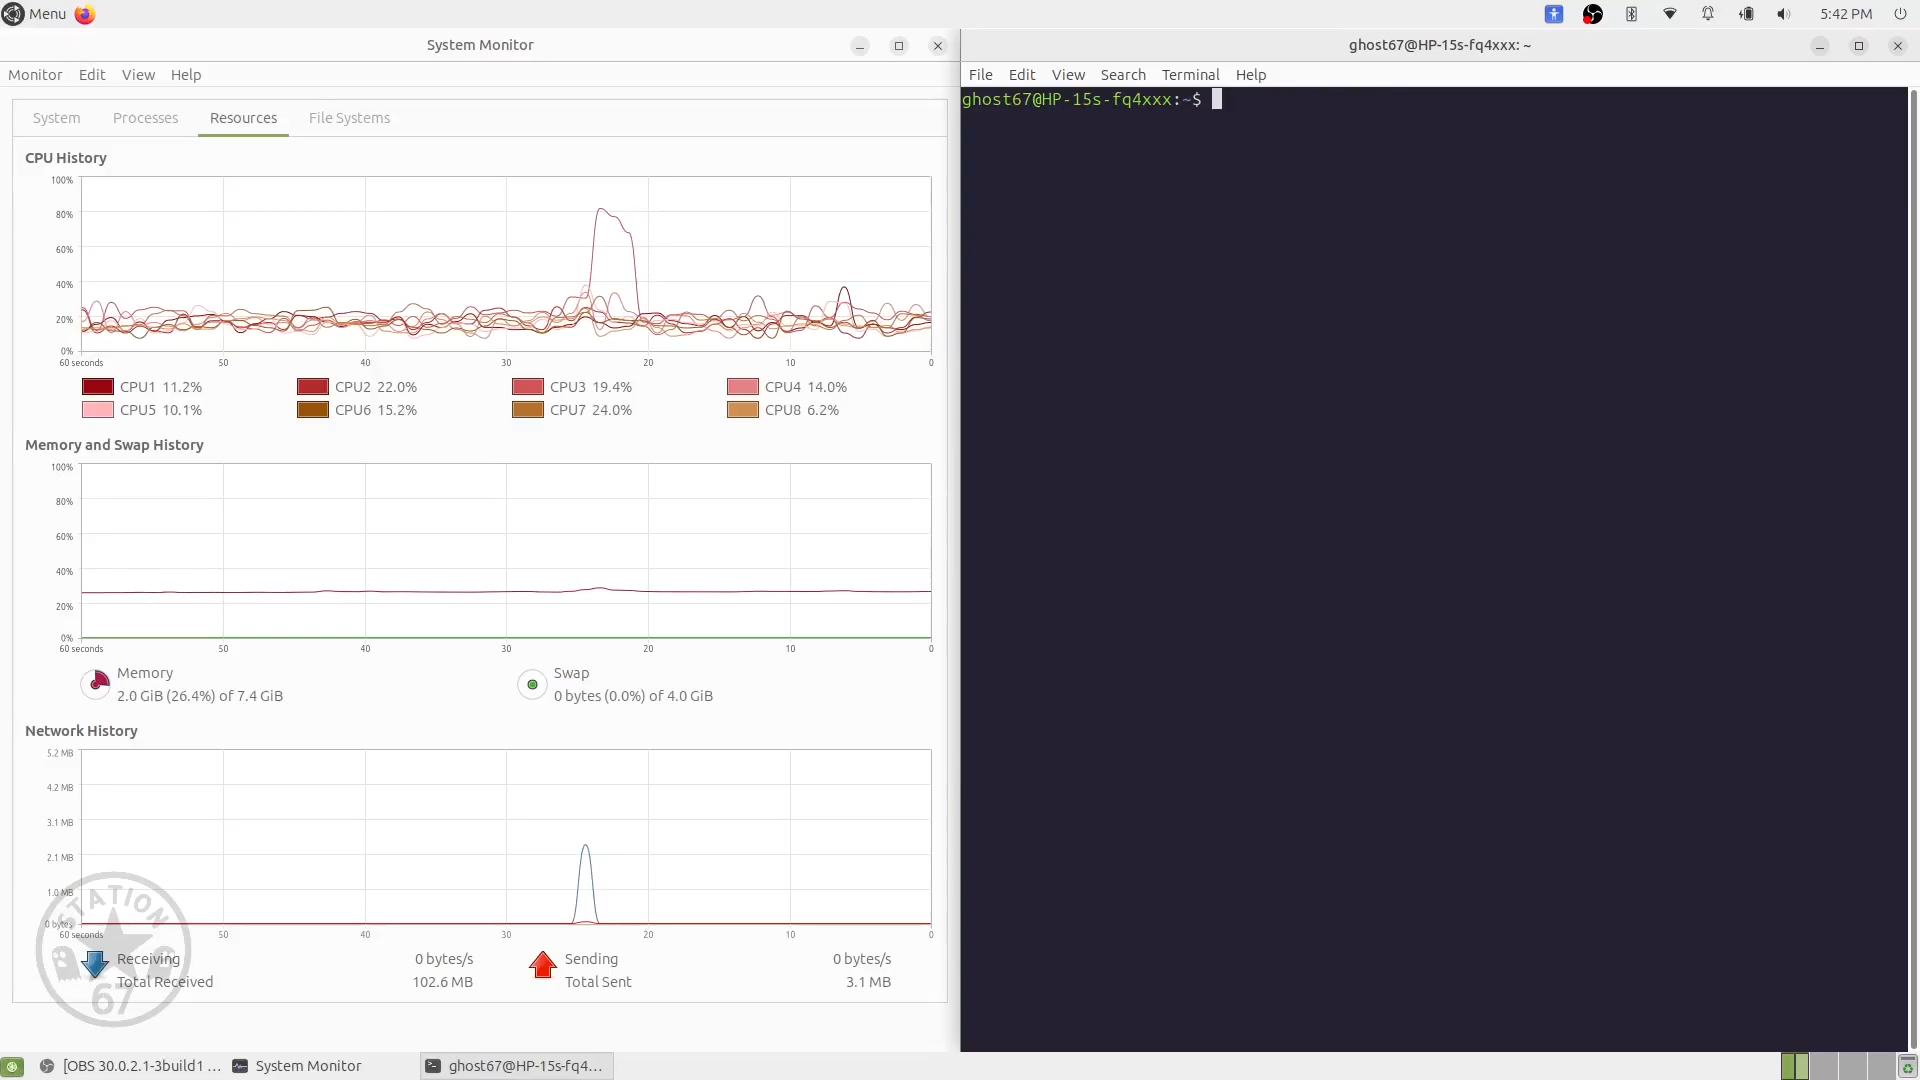 Menu
5:42 PM
System Monitor
Monitor Edit View Help
System Processes Resources File Systems
CPU History
100%
80%
60%
40%
20%
0%
60 seconds 50 40 30 20 10 0
CPU1 11.2% CPU2 22.0% CPU3 19.4% CPU4 14.0%
CPU5 10.1% CPU6 15.2% CPU7 24.0% CPU8 6.2%
Memory and Swap History
100%
80%
60%
40%
20%
0%
60 seconds 50 40 30 20 10 0
Memory
2.0 GiB (26.4%) of 7.4 GiB
Swap
0 bytes (0.0%) of 4.0 GiB
Network History
5.2 MB
4.2 MB
3.1 MB
2.1 MB
1.0 MB
0 bytes
60 seconds 50 40 30 20 10 0
Receiving 0 bytes/s
Total Received 102.6 MB
Sending 0 bytes/s
Total Sent 3.1 MB
STATION
67
ghost67@HP-15s-fq4xxx: ~
File Edit View Search Terminal Help
ghost67@HP-15s-fq4xxx:~$
[OBS 30.0.2.1-3build1 ...
System Monitor
ghost67@HP-15s-fq4...